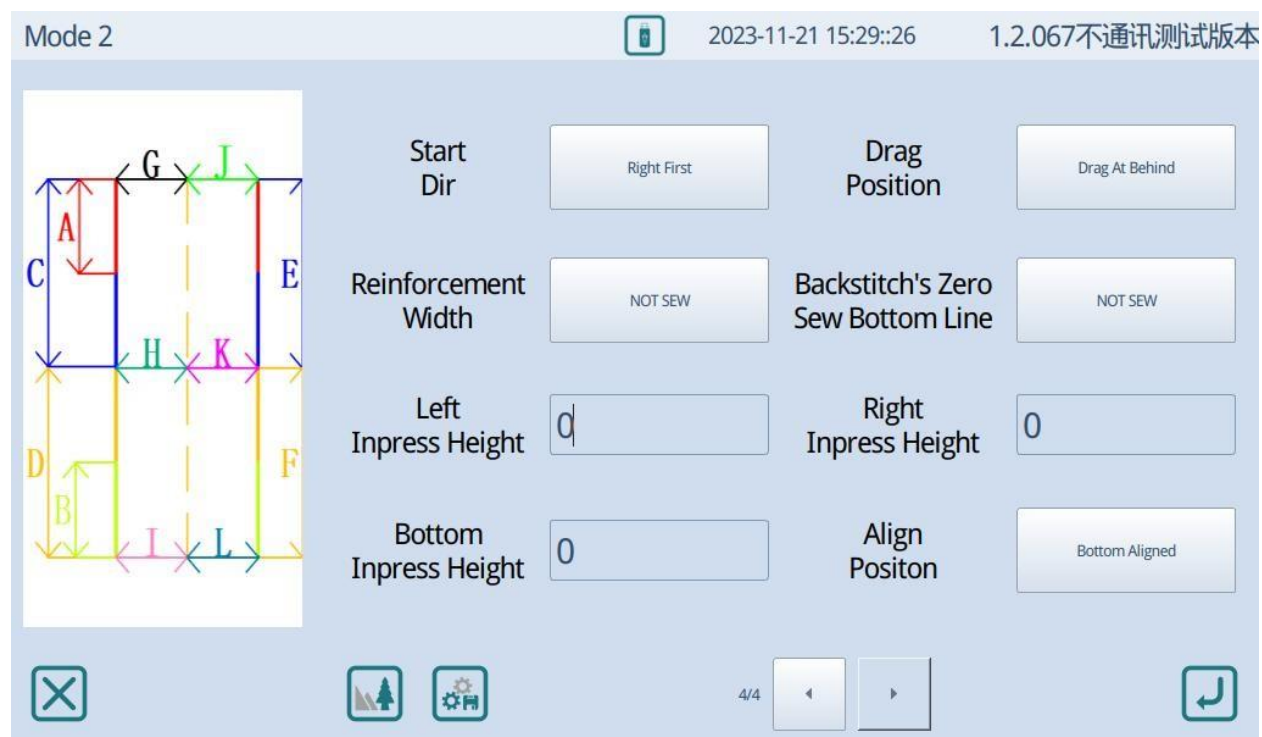 Mode 2
2023-11-21 15:29::26
1.2.067不通讯测试版本
G
J
A
C
E
H
K
D
F
B
I
L
Start
Dir
Right First
Drag
Position
Drag At Behind
Reinforcement
Width
NOT SEW
Backstitch's Zero
Sew Bottom Line
NOT SEW
Left
Inpress Height
0
Right
Inpress Height
0
Bottom
Inpress Height
0
Align
Positon
Bottom Aligned
4/4